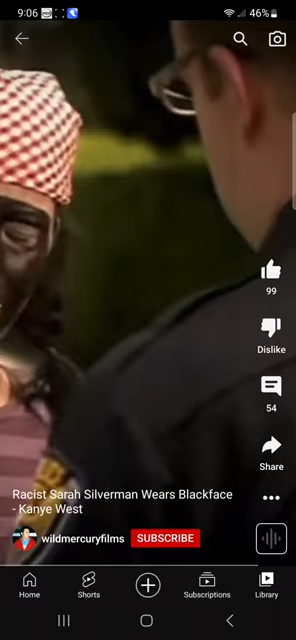 9:06
46%
99
Dislike
54
Share
Racist Sarah Silverman Wears Blackface
- Kanye West
wildmercuryfilms
SUBSCRIBE
Home
Shorts
Subscriptions
Library